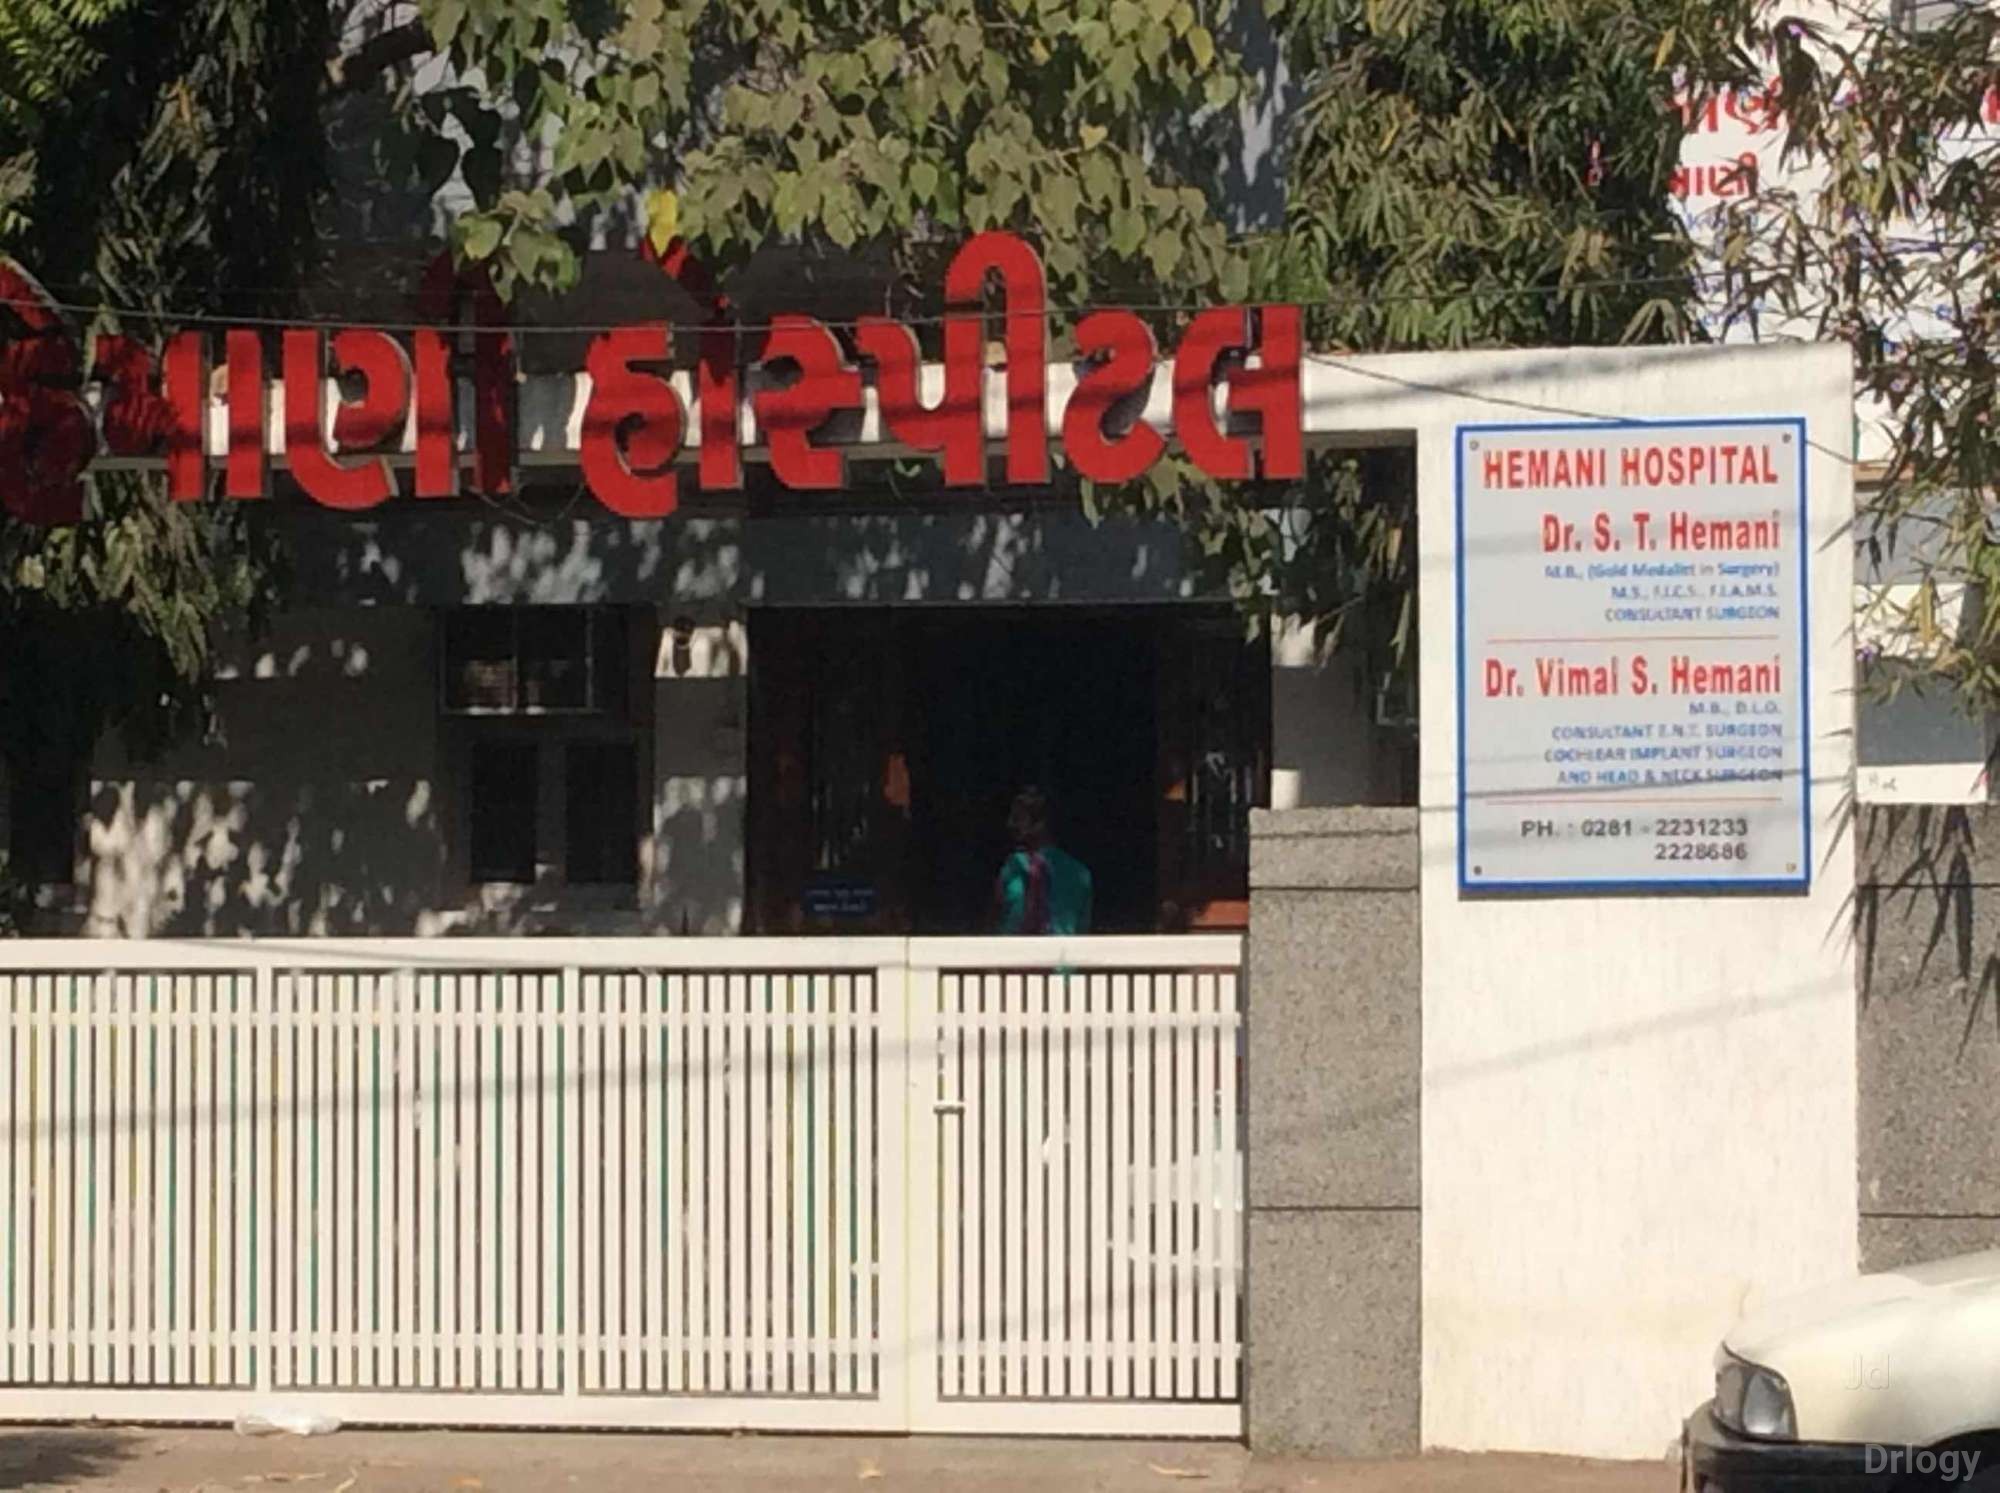 હેમાણી હોસ્પીટલ
HEMANI HOSPITAL
Dr. S. T. Hemani
M.B., (Gold Medalist in Surgery)
M.S., F.I.C.S., F.I.A.M.S.
CONSULTANT SURGEON
Dr. Vimal S. Hemani
M.B., D.L.O.
CONSULTANT E.N.T. SURGEON
COCHLEAR IMPLANT SURGEON
AND HEAD & NECK SURGEON
PH. : 0281 - 2231233
2228686
Jd
Drlogy